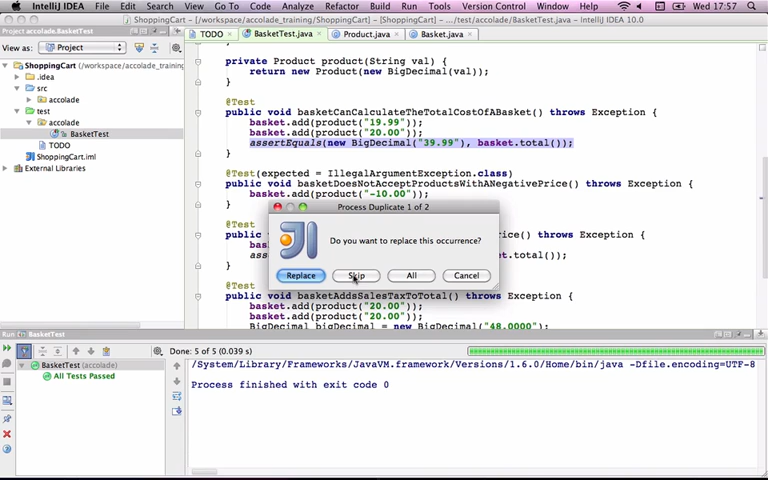 IntelliJ IDEA File Edit View Go To Code Analyze Refactor Build Run Tools Version Control Window Help Wed 17:57
ShoppingCart - [/workspace/accolade_training/ShoppingCart] - [ShoppingCart] - .../test/accolade/BasketTest.java - IntelliJ IDEA 10.0
Project accolade.BasketTest
View as: Project
TODO BasketTest.java Product.java Basket.java
ShoppingCart (/workspace/accolade_training
.idea
src
accolade
test
accolade
BasketTest
TODO
ShoppingCart.iml
External Libraries
private Product product(String val) {
return new Product(new BigDecimal(val));
}
@Test
public void basketCanCalculateTheTotalCostOfABasket() throws Exception {
basket.add(product("19.99"));
basket.add(product("20.00"));
assertEquals(new BigDecimal("39.99"), basket.total());
}
@Test(expected = IllegalArgumentException.class)
public void basketDoesNotAcceptProductsWithANegativePrice() throws Exception {
basket.add(product("-10.00"));
@Test
rice() throws Exception {
.total());
}
@Test
public void basketAddsSalesTaxToTotal() throws Exception {
basket.add(product("20.00"));
basket.add(product("20.00"));
BigDecimal bigDecimal = new BigDecimal("48.0000")
Process Duplicate 1 of 2
Do you want to replace this occurrence?
Replace Skip All Cancel
Run: BasketTest
Done: 5 of 5 (0.039 s)
BasketTest (accolade)
All Tests Passed
/System/Library/Frameworks/JavaVM.framework/Versions/1.6.0/Home/bin/java -Dfile.encoding=UTF-8
Process finished with exit code 0